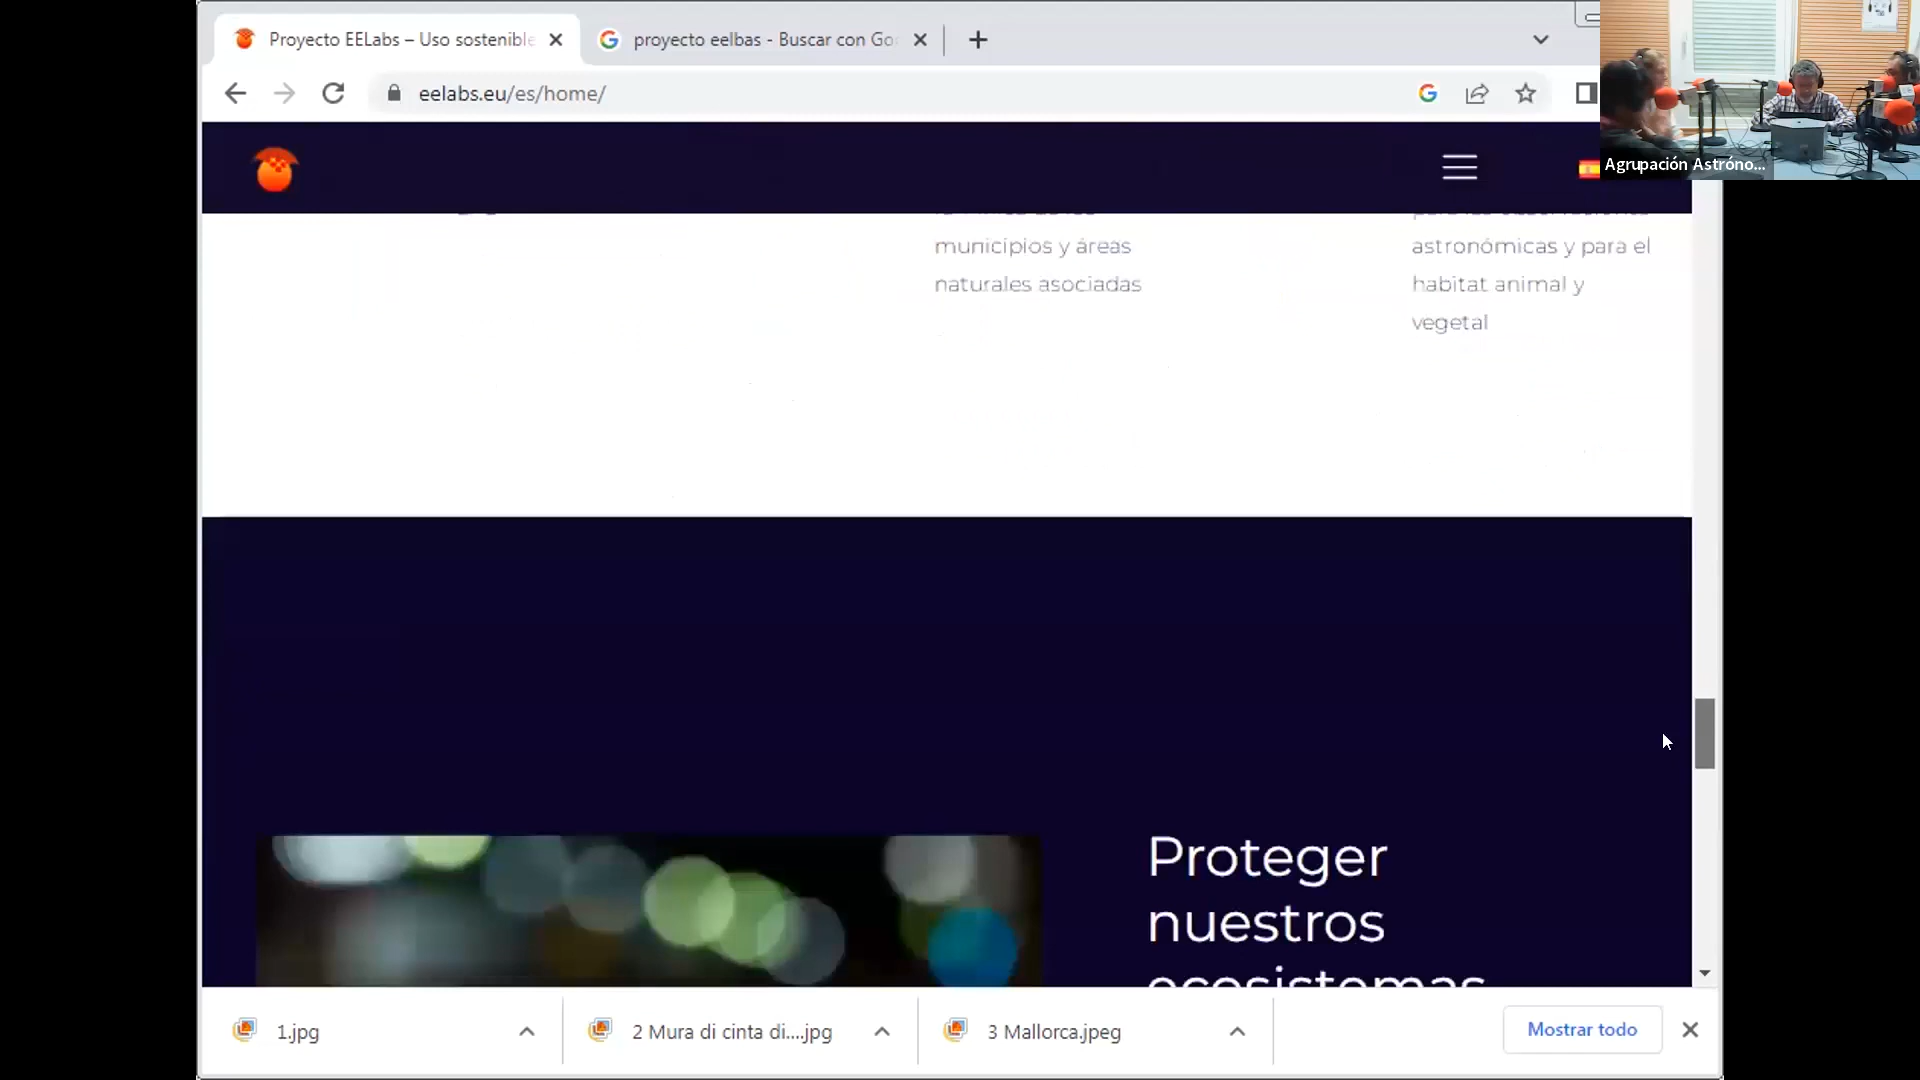 Proyecto EELabs – Uso sostenible
proyecto eelbas - Buscar con Go
eelabs.eu/es/home/
Agrupación Astróno...
municipios y áreas
naturales asociadas
astronómicas y para el
habitat animal y
vegetal
Proteger
nuestros
ecosistemas
1.jpg
2 Mura di cinta di....jpg
3 Mallorca.jpeg
Mostrar todo